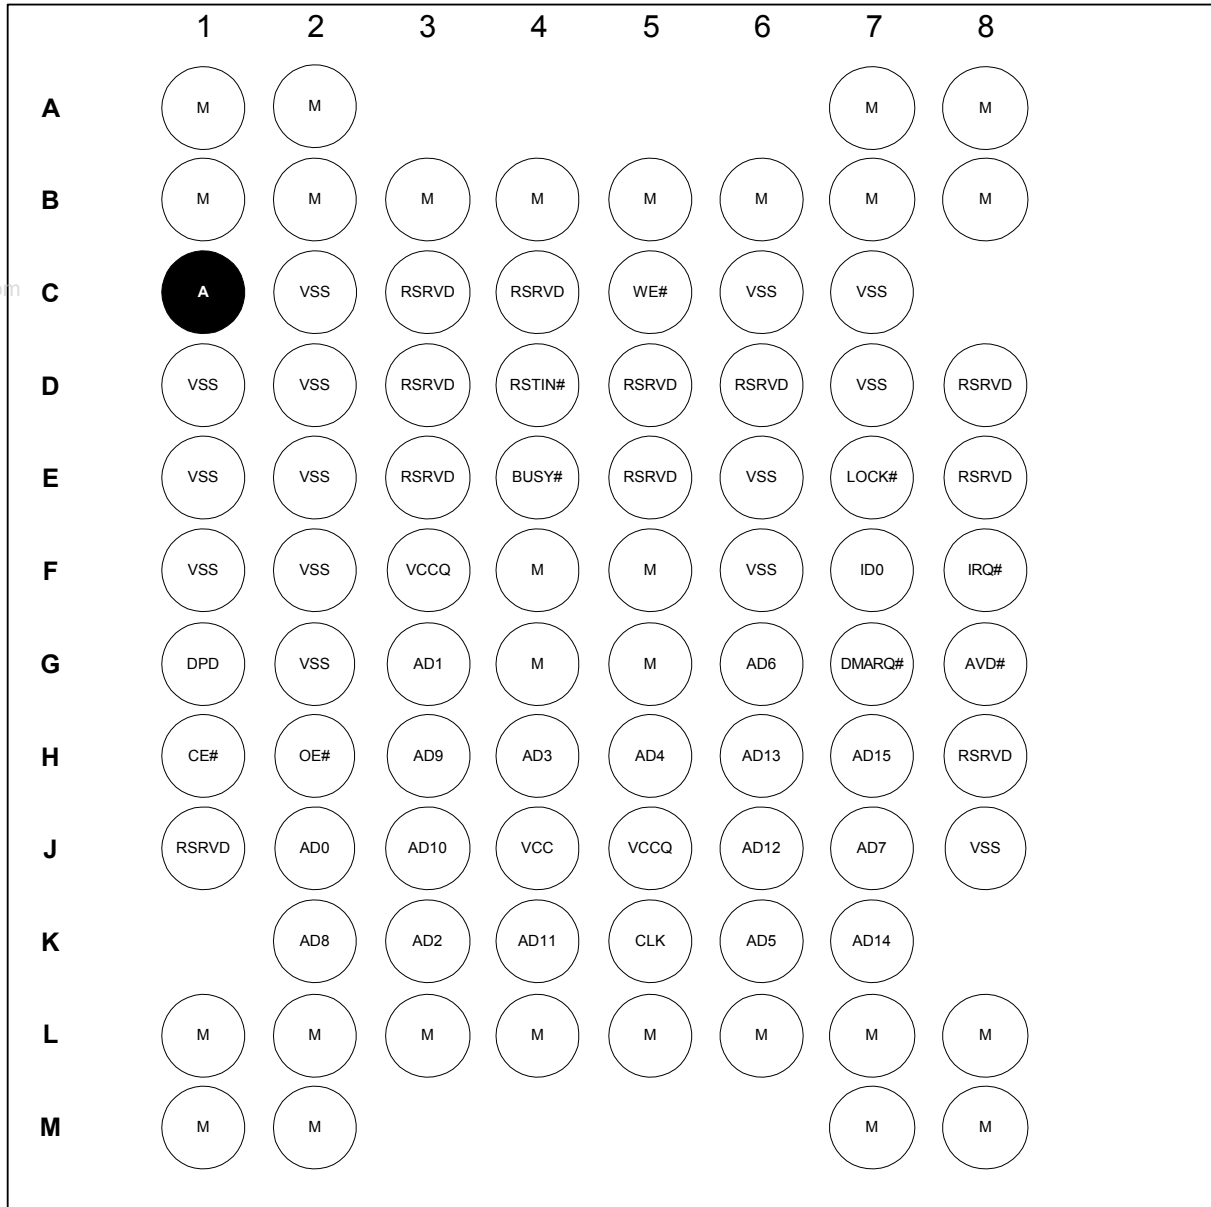 1 2 3 4 5 6 7 8
A M M M M
B M M M M M M M M
om
C A VSS RSRVD RSRVD WE# VSS VSS
D VSS VSS RSRVD RSTIN# RSRVD RSRVD VSS RSRVD
E VSS VSS RSRVD BUSY# RSRVD VSS LOCK# RSRVD
F VSS VSS VCCQ M M VSS ID0 IRQ#
G DPD VSS AD1 M M AD6 DMARQ# AVD#
H CE# OE# AD9 AD3 AD4 AD13 AD15 RSRVD
J RSRVD AD0 AD10 VCC VCCQ AD12 AD7 VSS
K AD8 AD2 AD11 CLK AD5 AD14
L M M M M M M M M
M M M M M